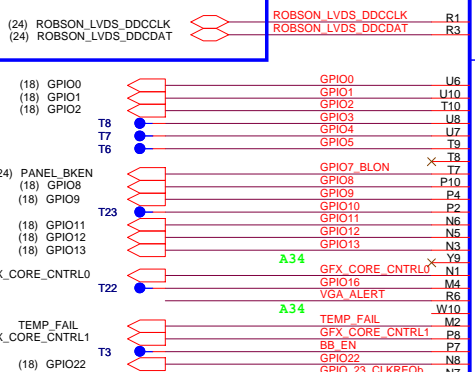 (24) ROBSON_LVDS_DDCCLK ROBSON_LVDS_DDCCLK R1
(24) ROBSON_LVDS_DDCDAT ROBSON_LVDS_DDCDAT R3
(18) GPIO0 GPIO0 U6
(18) GPIO1 GPIO1 U10
(18) GPIO2 GPIO2 T10
T8 GPIO3 U8
T7 GPIO4 U7
T6 GPIO5 T9
T8
24) PANEL_BKEN GPIO7_BLON T7
(18) GPIO8 GPIO8 P10
(18) GPIO9 GPIO9 P4
T23 GPIO10 P2
(18) GPIO11 GPIO11 N6
(18) GPIO12 GPIO12 N5
(18) GPIO13 GPIO13 N3
A34 Y9
X_CORE_CNTRL0 GFX_CORE_CNTRL0 N1
T22 GPIO16 M4
VGA_ALERT R6
A34 W10
TEMP_FAIL TEMP_FAIL M2
X_CORE_CNTRL1 GFX_CORE_CNTRL1 P8
T3 BB_EN P7
(18) GPIO22 GPIO22 N8
GPIO_23_CLKREQb N7